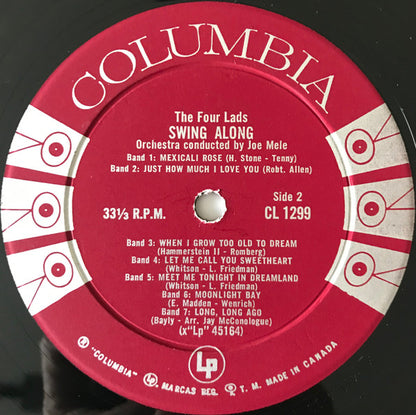 COLUMBIA
The Four Lads
SWING ALONG
Orchestra conducted by Joe Mele
Band 1: MEXICALI ROSE (H. Stone - Tenny)
Band 2: JUST HOW MUCH I LOVE YOU (Robt. Allen)
33⅓ R.P.M.
Side 2
CL 1299
Band 3: WHEN I GROW TOO OLD TO DREAM
(Hammerstein II - Romberg)
Band 4: LET ME CALL YOU SWEETHEART
(Whitson - L. Friedman)
Band 5: MEET ME TONIGHT IN DREAMLAND
(Whitson - L. Friedman)
Band 6: MOONLIGHT BAY
(E. Madden - Wenrich)
Band 7: LONG, LONG AGO
(Bayly - Arr. Jay McConologue)
(x"Lp" 45164)
Lp
® "COLUMBIA" Lp MARCAS REG. ® T. M. MADE IN CANADA